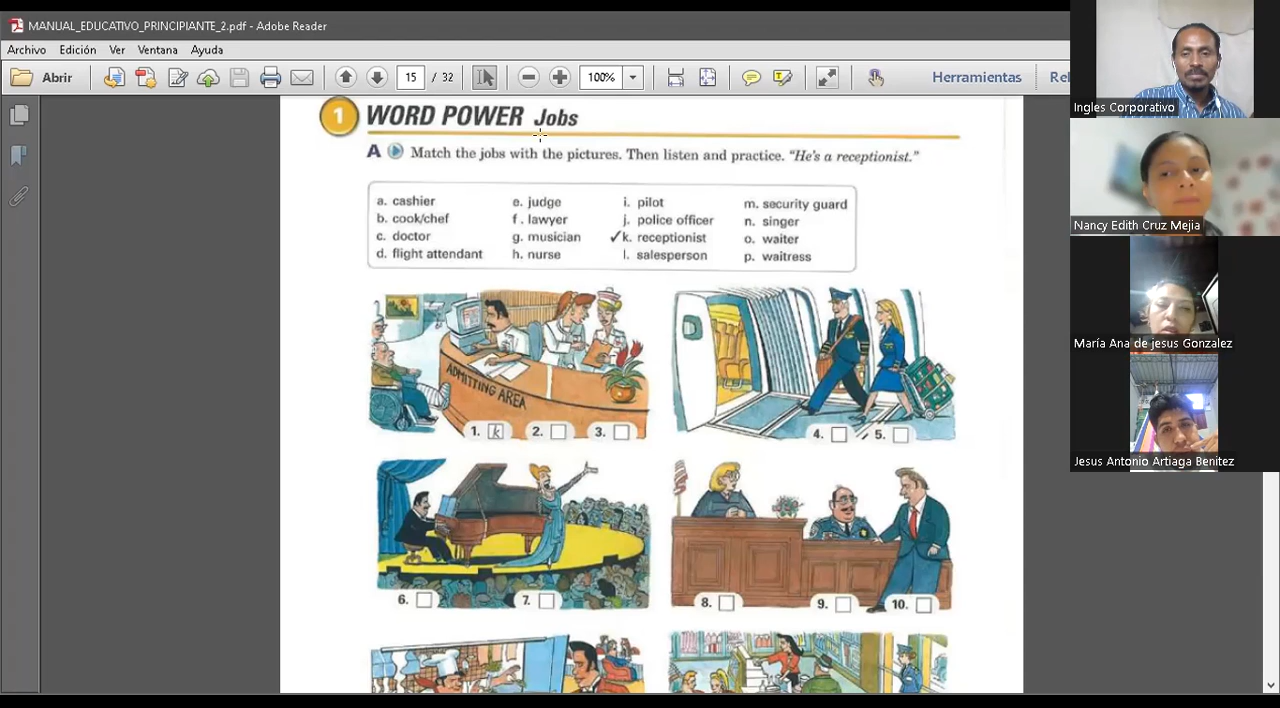 MANUAL_EDUCATIVO_PRINCIPIANTE_2.pdf - Adobe Reader
Archivo Edición Ver Ventana Ayuda
Abrir 15 / 32 100% Herramientas
1 WORD POWER Jobs
A Match the jobs with the pictures. Then listen and practice. “He’s a receptionist.”
a. cashier e. judge i. pilot m. security guard
b. cook/chef f. lawyer j. police officer n. singer
c. doctor g. musician ✓k. receptionist o. waiter
d. flight attendant h. nurse l. salesperson p. waitress
ADMITTING AREA
1. k 2. 3. 4. 5.
6. 7. 8. 9. 10.
Ingles Corporativo
Nancy Edith Cruz Mejia
María Ana de jesus Gonzalez
Jesus Antonio Artiaga Benitez